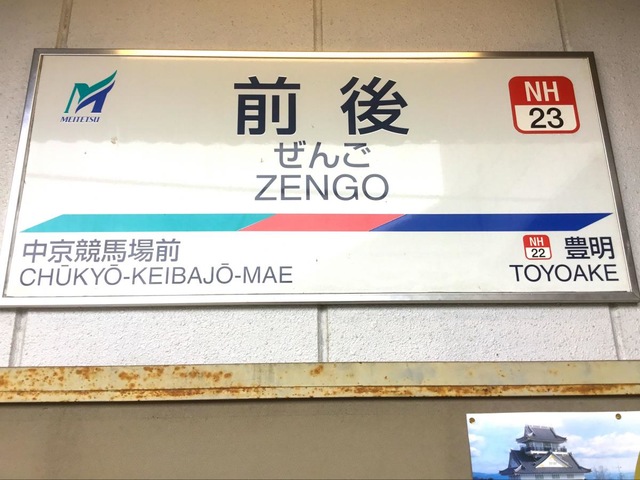 MEITETSU
前後
NH
23
ぜんご
ZENGO
中京競馬場前
CHŪKYŌ-KEIBAJŌ-MAE
NH
22
豊明
TOYOAKE